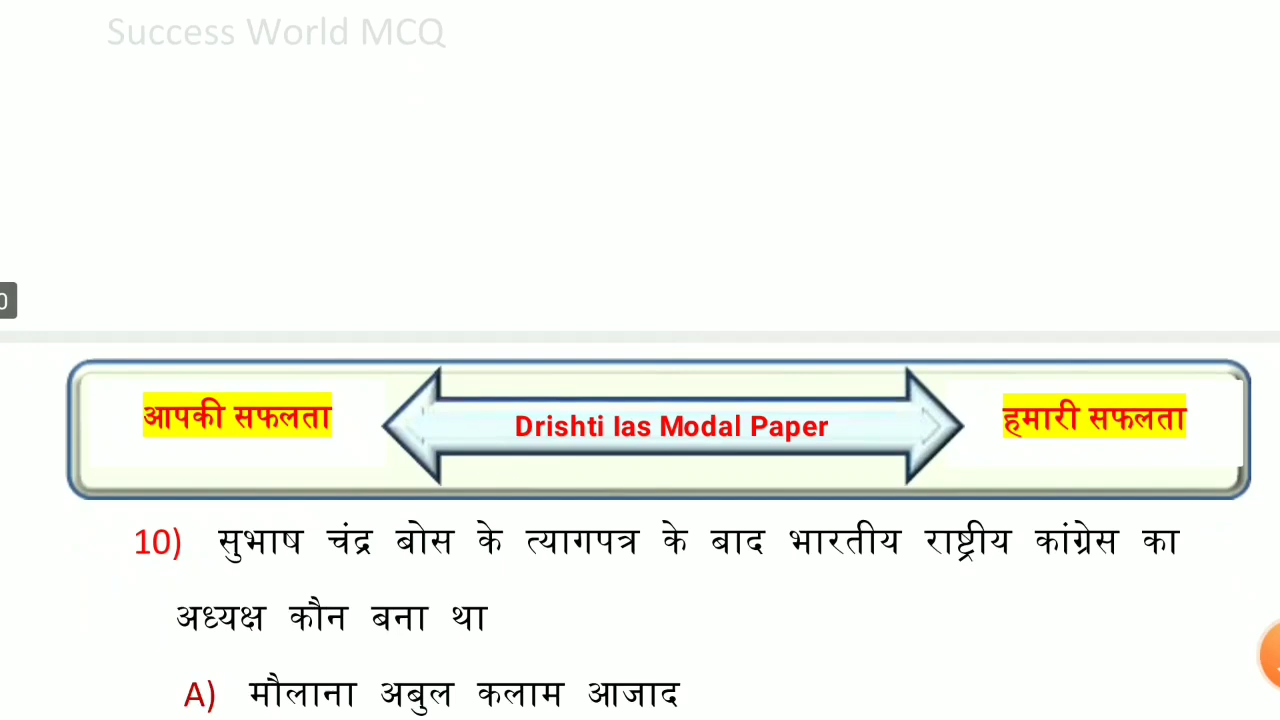 Success World MCQ
0
आपकी सफलता
Drishti Ias Modal Paper
हमारी सफलता
10) सुभाष चंद्र बोस के त्यागपत्र के बाद भारतीय राष्ट्रीय कांग्रेस का
अध्यक्ष कौन बना था
A) मौलाना अबुल कलाम आजाद